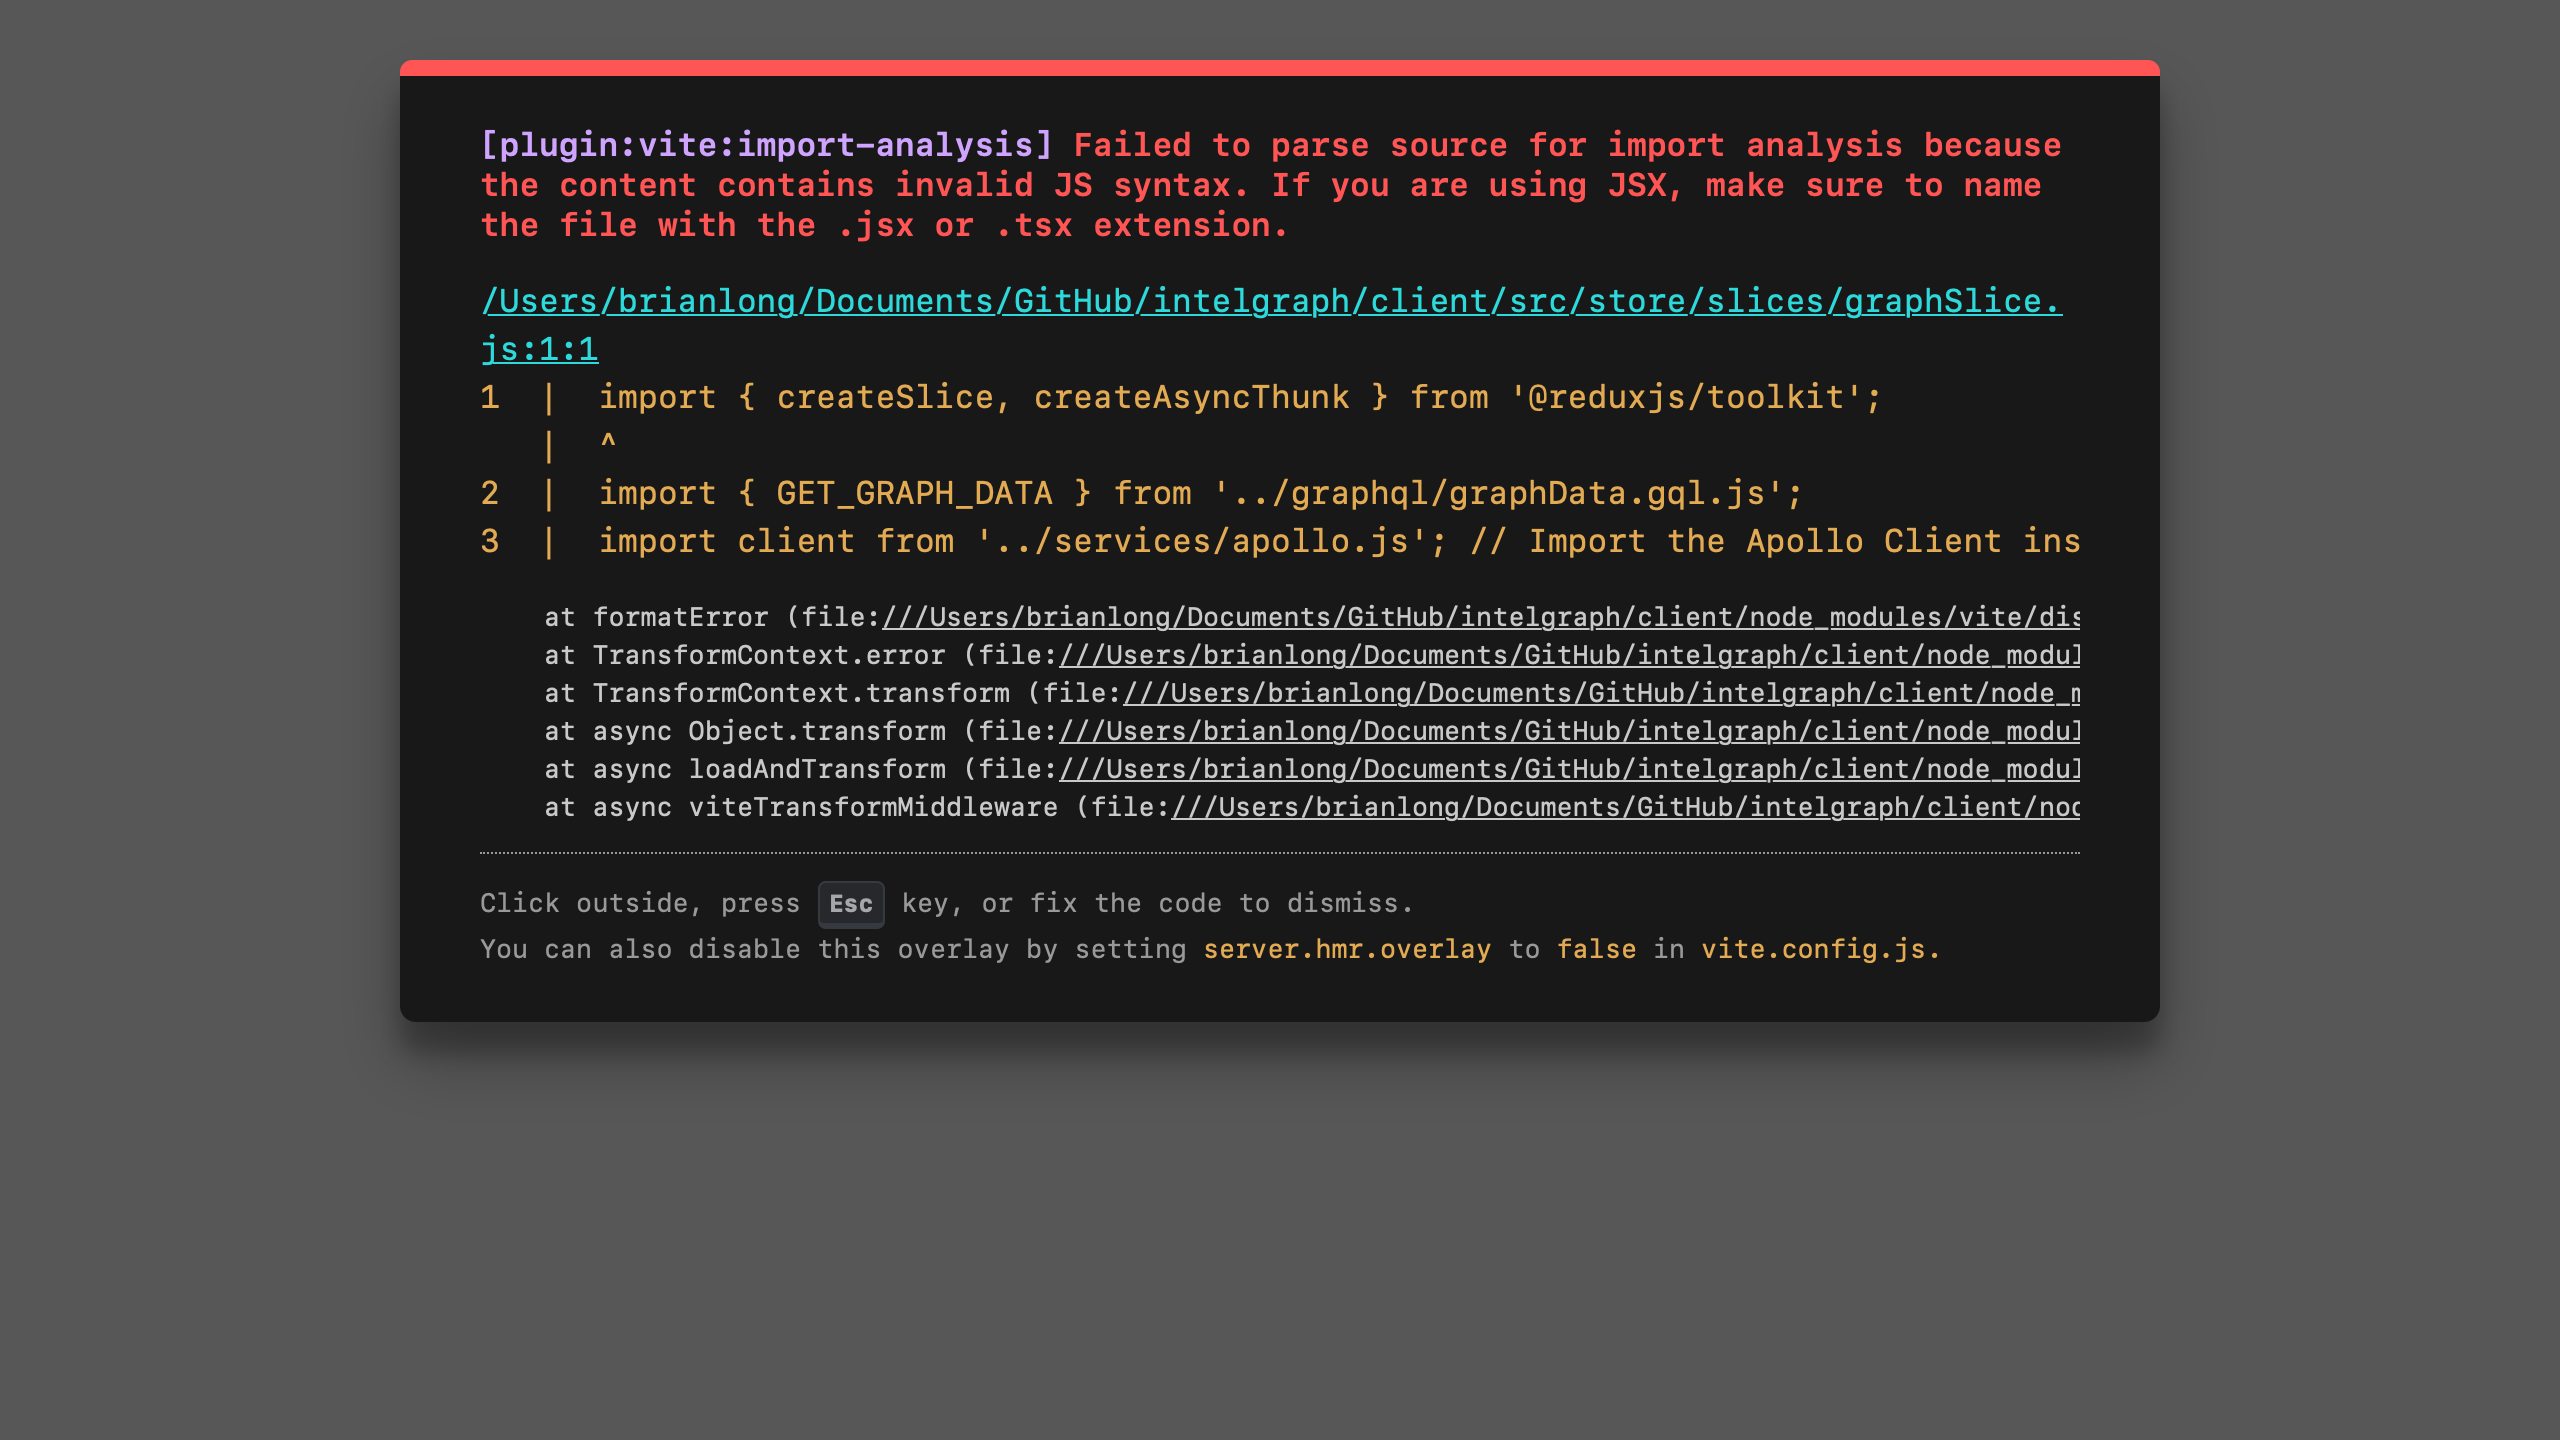 [plugin:vite:import-analysis] Failed to parse source for import analysis because
the content contains invalid JS syntax. If you are using JSX, make sure to name
the file with the .jsx or .tsx extension.
/Users/brianlong/Documents/GitHub/intelgraph/client/src/store/slices/graphSlice.
js:1:1
1  |  import { createSlice, createAsyncThunk } from '@reduxjs/toolkit';
   |  ^
2  |  import { GET_GRAPH_DATA } from '../graphql/graphData.gql.js';
3  |  import client from '../services/apollo.js'; // Import the Apollo Client ins
at formatError (file:///Users/brianlong/Documents/GitHub/intelgraph/client/node_modules/vite/dis
at TransformContext.error (file:///Users/brianlong/Documents/GitHub/intelgraph/client/node_modul
at TransformContext.transform (file:///Users/brianlong/Documents/GitHub/intelgraph/client/node_m
at async Object.transform (file:///Users/brianlong/Documents/GitHub/intelgraph/client/node_modul
at async loadAndTransform (file:///Users/brianlong/Documents/GitHub/intelgraph/client/node_modul
at async viteTransformMiddleware (file:///Users/brianlong/Documents/GitHub/intelgraph/client/nod
Click outside, press Esc key, or fix the code to dismiss.
You can also disable this overlay by setting server.hmr.overlay to false in vite.config.js.